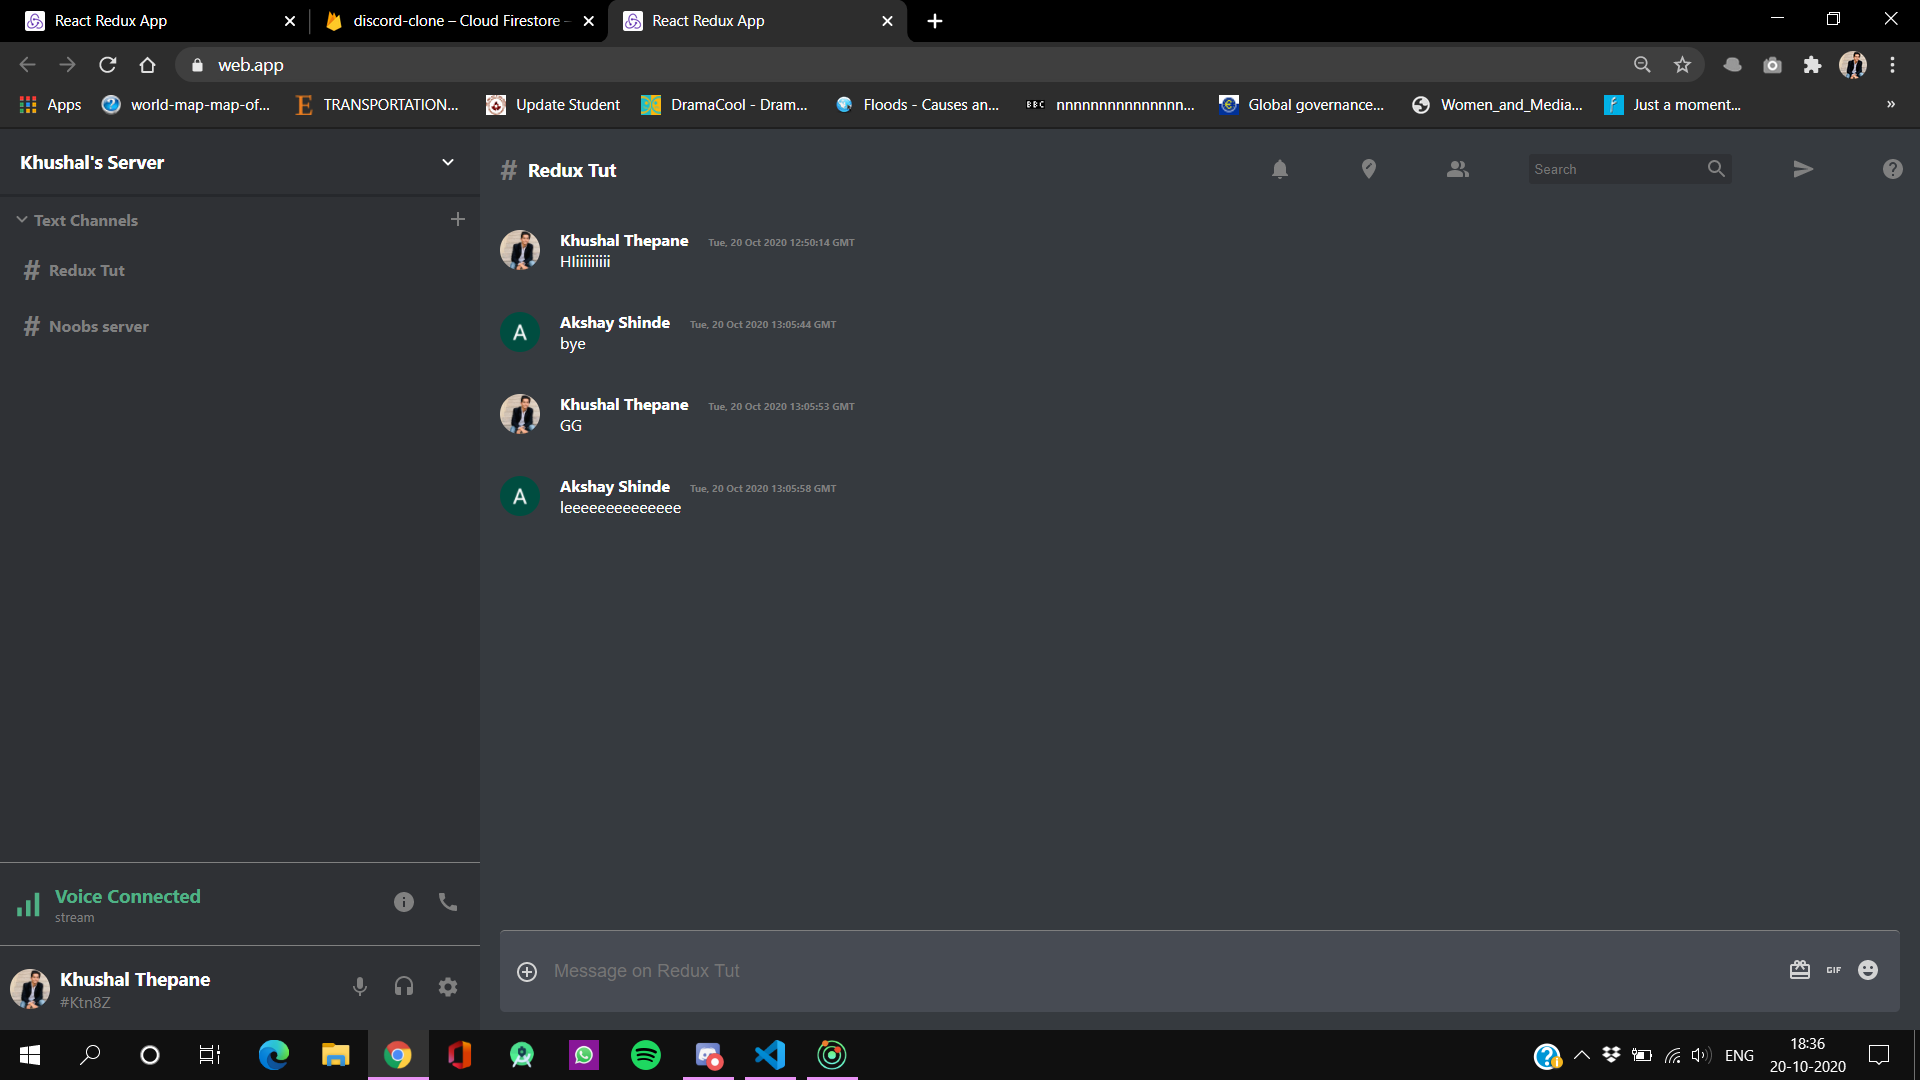 React Redux App
discord-clone – Cloud Firestore –
React Redux App
web.app
Apps
world-map-map-of...
TRANSPORTATION...
Update Student
DramaCool - Dram...
Floods - Causes an...
BBC
nnnnnnnnnnnnnnn...
Global governance...
Women_and_Media...
Just a moment...
»
Khushal's Server
Text Channels
# Redux Tut
# Noobs server
# Redux Tut
Search
Khushal Thepane Tue, 20 Oct 2020 12:50:14 GMT
HIiiiiiiiii
A
Akshay Shinde Tue, 20 Oct 2020 13:05:44 GMT
bye
Khushal Thepane Tue, 20 Oct 2020 13:05:53 GMT
GG
A
Akshay Shinde Tue, 20 Oct 2020 13:05:58 GMT
leeeeeeeeeeeeee
Voice Connected
stream
Khushal Thepane
#Ktn8Z
Message on Redux Tut
GIF
ENG
18:36
20-10-2020